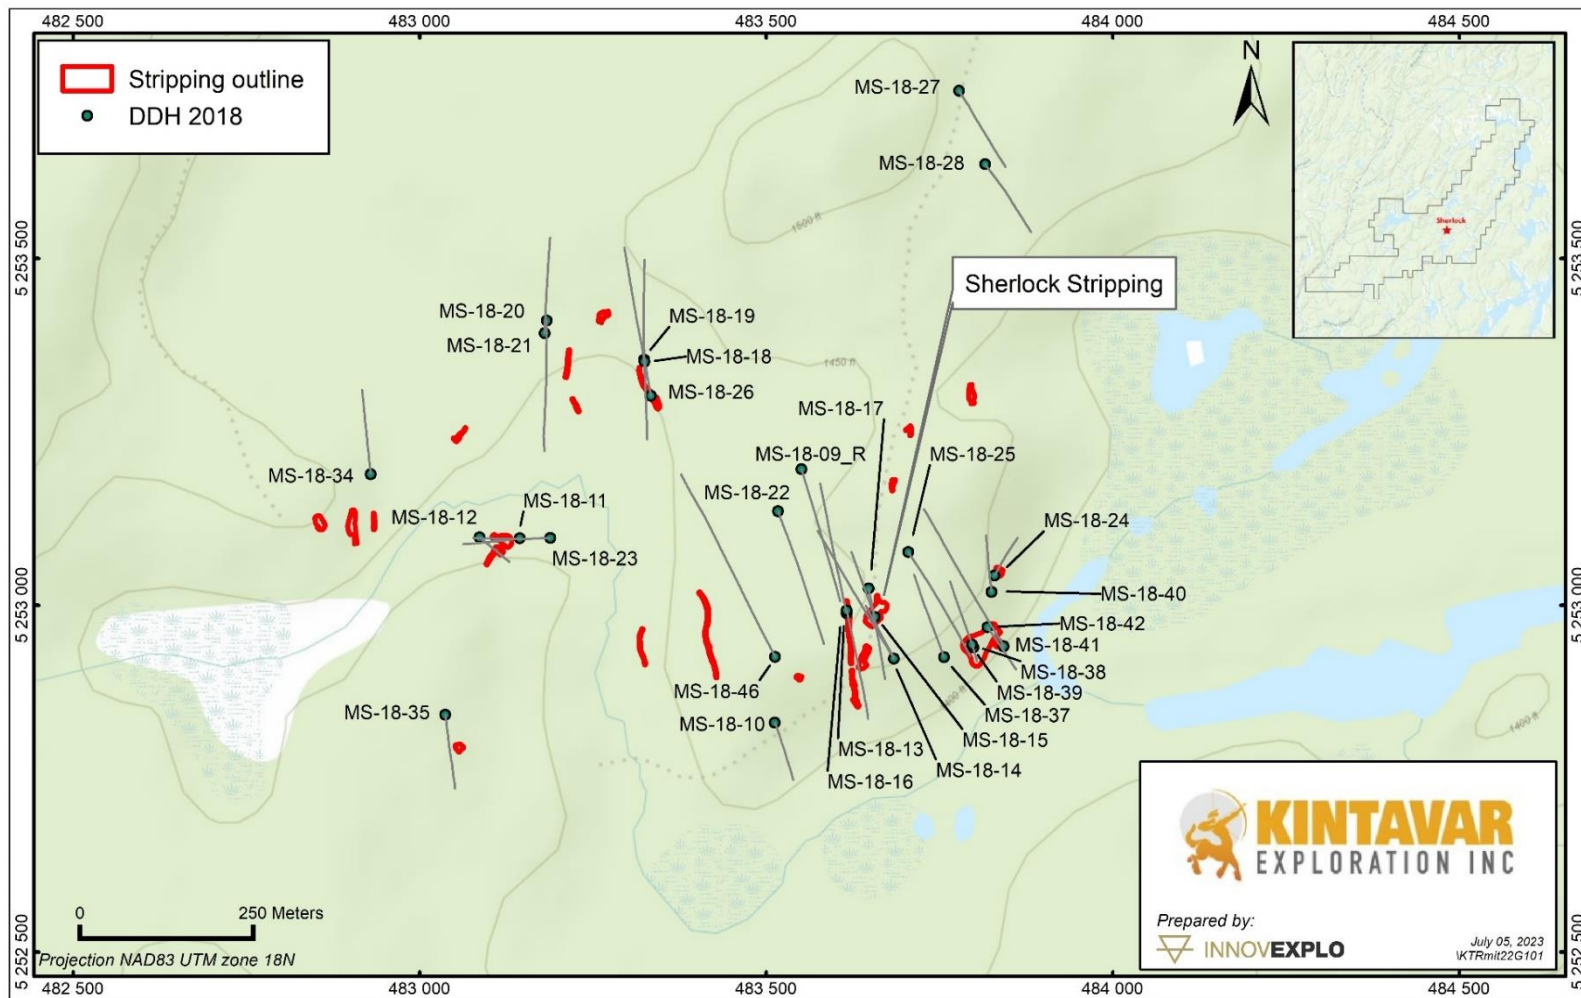 482 500
483 000
483 500
484 000
484 500
Stripping outline
DDH 2018
N
MS-18-27
MS-18-28
1500 ft
Sherlock
5 253 500
5 253 500
Sherlock Stripping
MS-18-20
MS-18-21
MS-18-19
MS-18-18
MS-18-26
1450 ft
MS-18-17
MS-18-09_R
MS-18-25
MS-18-22
MS-18-34
MS-18-11
MS-18-12
MS-18-23
MS-18-24
MS-18-40
5 253 000
5 253 000
MS-18-42
MS-18-41
MS-18-38
MS-18-39
MS-18-37
MS-18-46
MS-18-10
MS-18-35
MS-18-15
MS-18-13
MS-18-14
MS-18-16
1400 ft
KINTAVAR
EXPLORATION INC
0 250 Meters
Projection NAD83 UTM zone 18N
Prepared by:
INNOVEXPLO
July 05, 2023
\KTRmit22G101
5 252 500
5 252 500
482 500
483 000
483 500
484 000
484 500